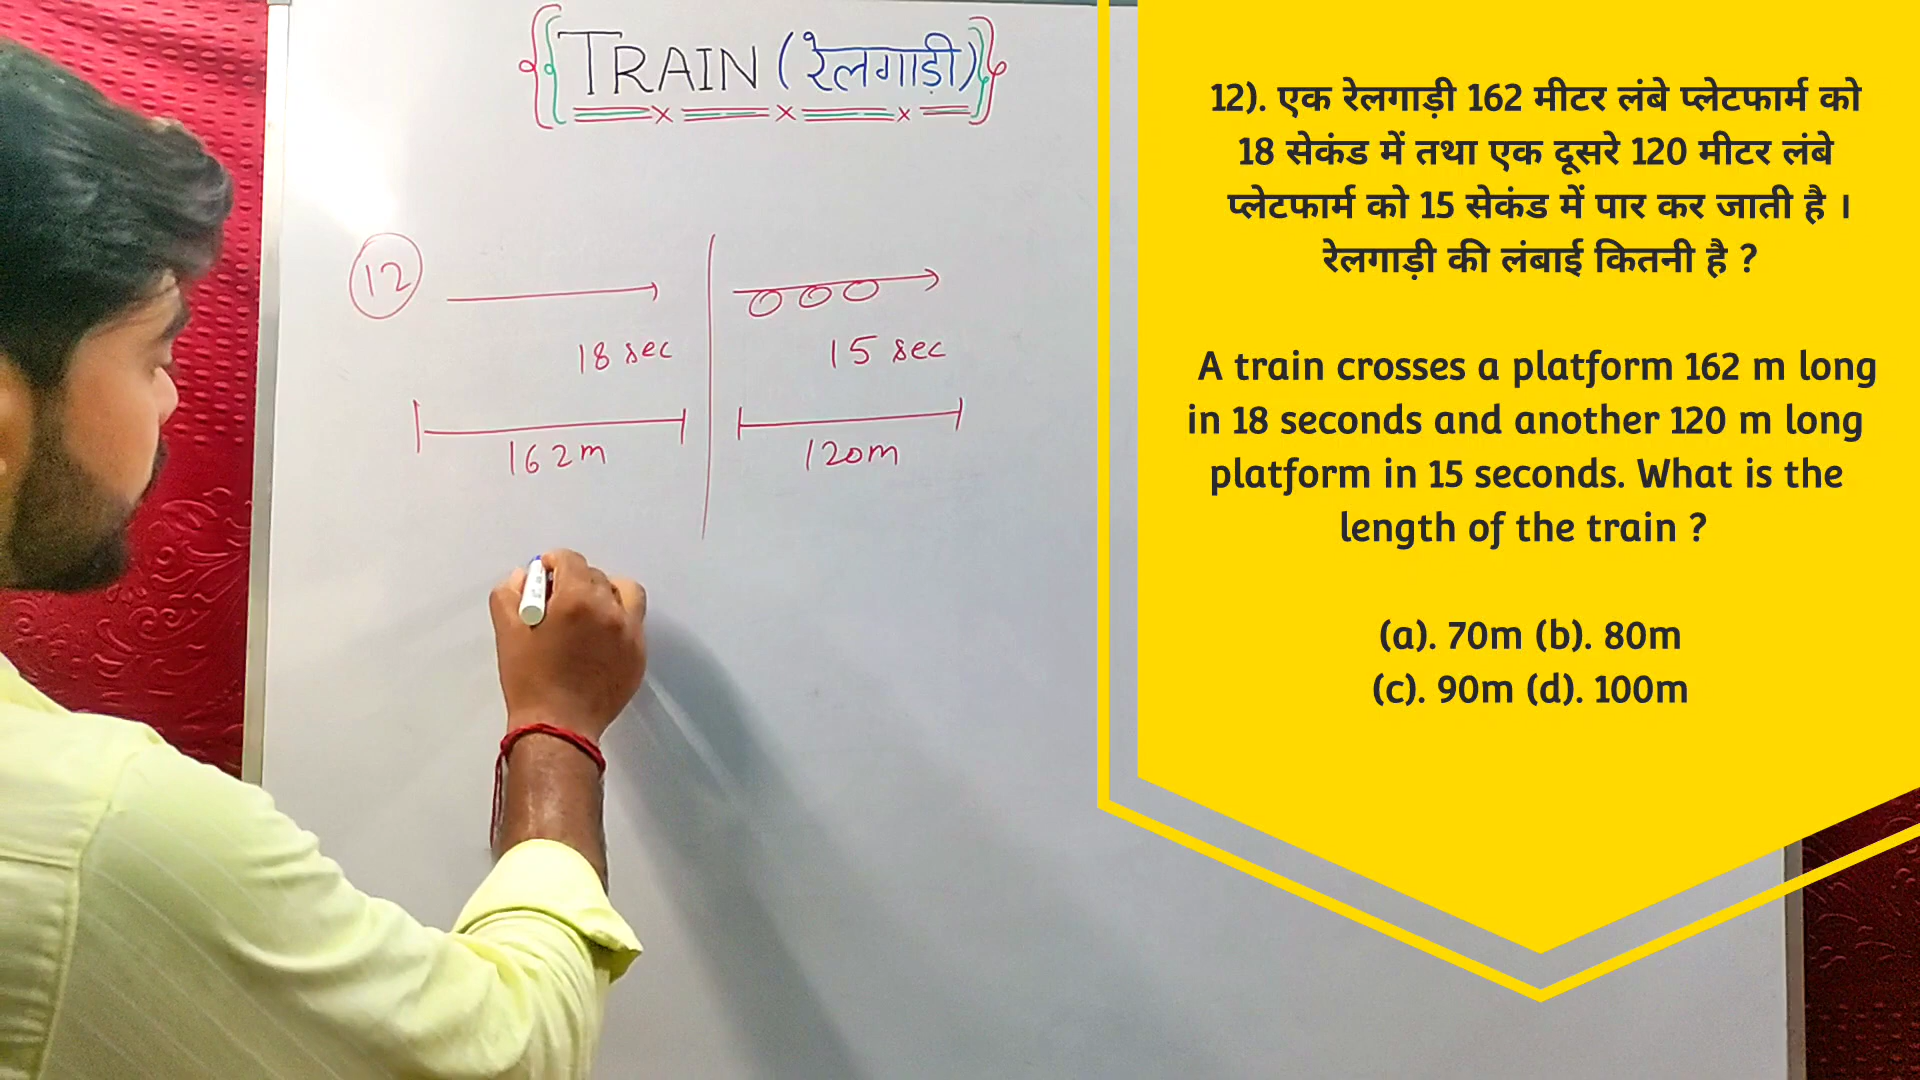 TRAIN (रेलगाड़ी)
12
18 sec
15 sec
162m
120m
12). एक रेलगाड़ी 162 मीटर लंबे प्लेटफार्म को
18 सेकंड में तथा एक दूसरे 120 मीटर लंबे
प्लेटफार्म को 15 सेकंड में पार कर जाती है ।
रेलगाड़ी की लंबाई कितनी है ?
A train crosses a platform 162 m long
in 18 seconds and another 120 m long
platform in 15 seconds. What is the
length of the train ?
(a). 70m (b). 80m
(c). 90m (d). 100m